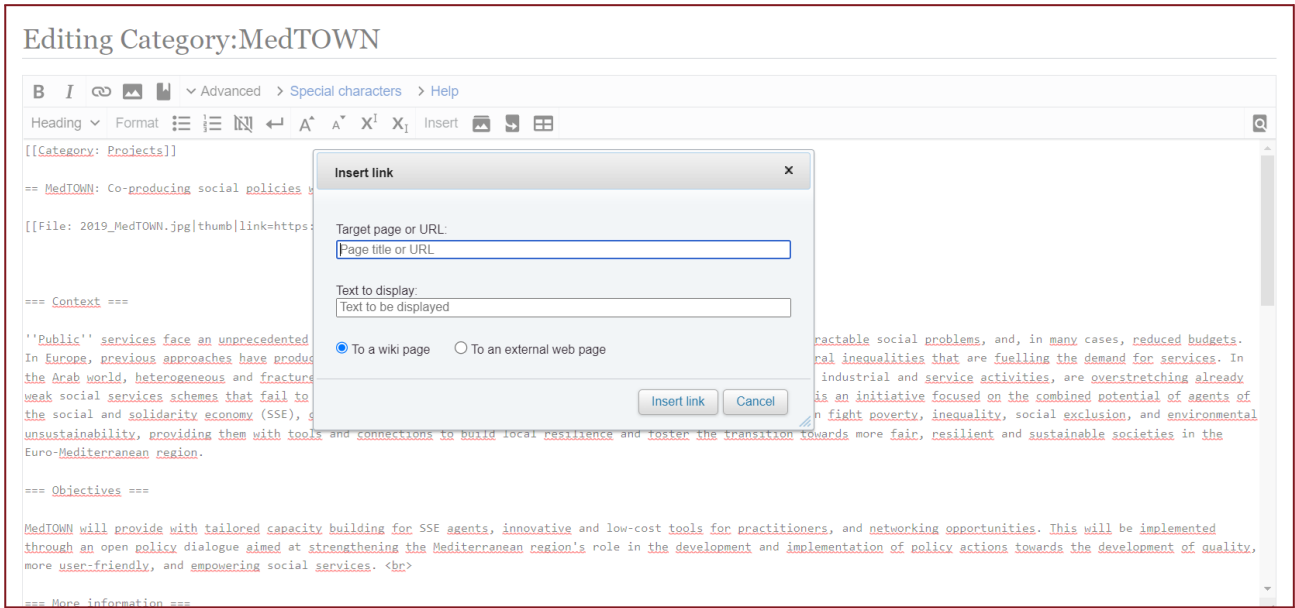 Editing Category:MedTOWN
B I Advanced Special characters Help
Heading Format A A X I X I Insert
[[Category: Projects]]
Insert link ×
== MedTOWN: Co-producing social policies
Target page or URL:
[[File: 2019_MedTOWN.jpg|thumb|link=https:
Page title or URL
Text to display:
=== Context ===
Text to be displayed
''Public'' services face an unprecedented ractable social problems, and, in many cases, reduced budgets.
To a wiki page To an external web page
In Europe, previous approaches have produc ral inequalities that are fuelling the demand for services. In
the Arab world, heterogeneous and fracture industrial and service activities, are overstretching already
weak social services schemes that fail to is an initiative focused on the combined potential of agents of
Insert link Cancel
the social and solidarity economy (SSE), n fight poverty, inequality, social exclusion, and environmental
unsustainability, providing them with tools and connections to build local resilience and foster the transition towards more fair, resilient and sustainable societies in the
Euro-Mediterranean region.
=== Objectives ===
MedTOWN will provide with tailored capacity building for SSE agents, innovative and low-cost tools for practitioners, and networking opportunities. This will be implemented
through an open policy dialogue aimed at strengthening the Mediterranean region's role in the development and implementation of policy actions towards the development of quality,
more user-friendly, and empowering social services. <br>
=== More information ===